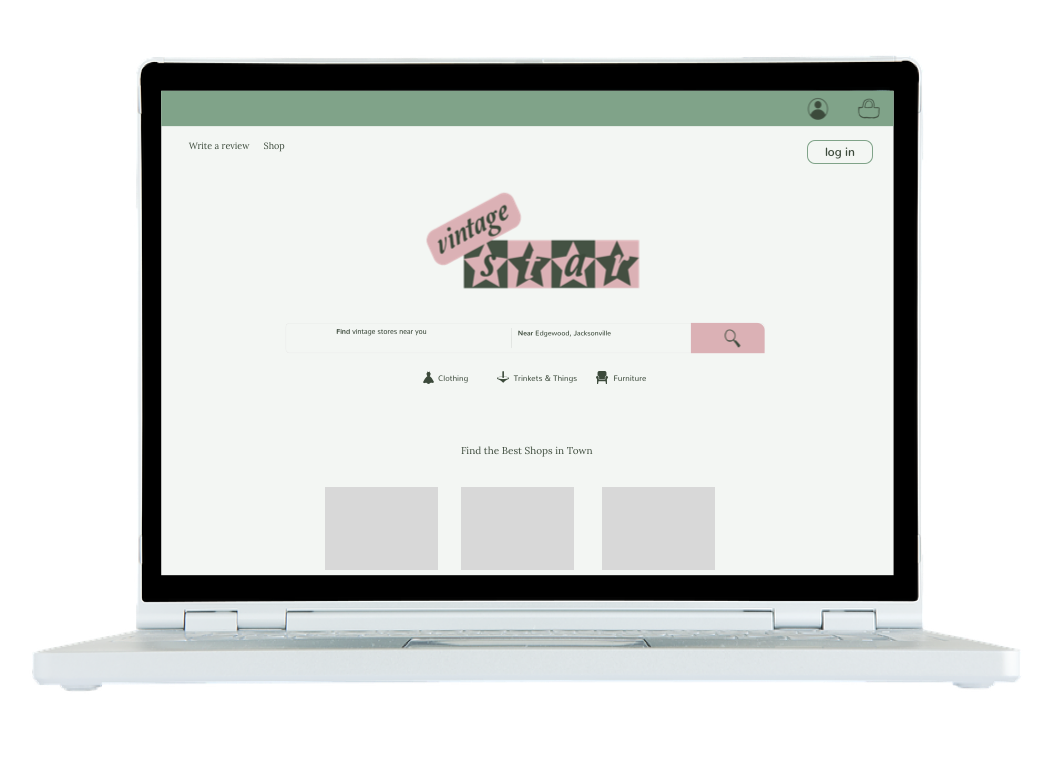 Write a review Shop
log in
vintage
star
Find vintage stores near you Near Edgewood, Jacksonville
Clothing Trinkets & Things Furniture
Find the Best Shops in Town